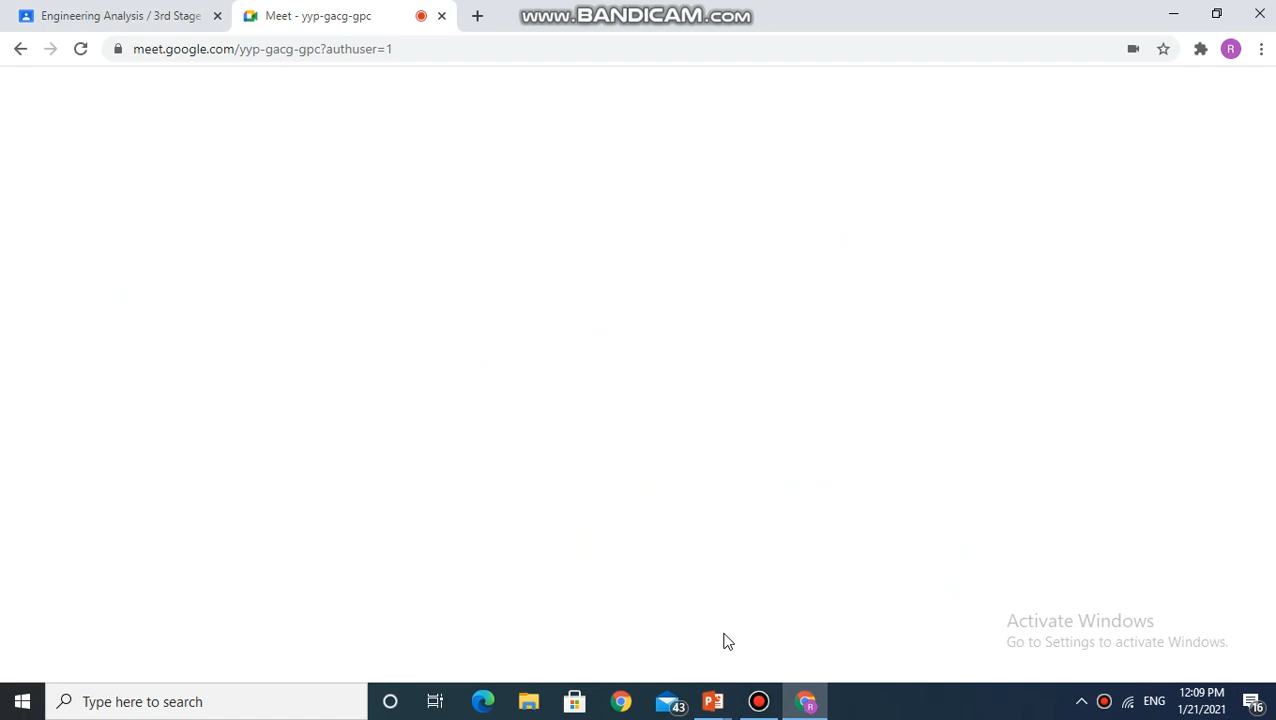 Engineering Analysis / 3rd Stage
Meet - yyp-gacg-gpc
www.BANDICAM.com
meet.google.com/yyp-gacg-gpc?authuser=1
R
Activate Windows
Go to Settings to activate Windows.
Type here to search
43
P
R
ENG
12:09 PM
1/21/2021
16